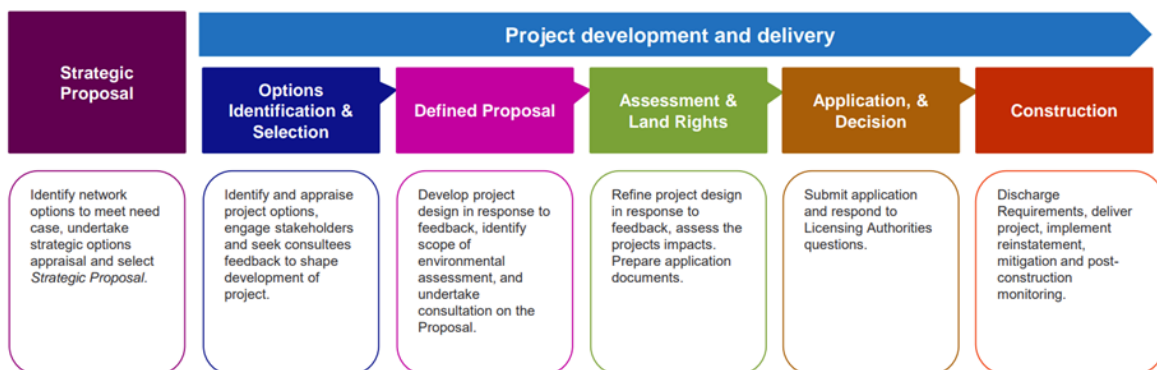 Project development and delivery
Strategic
Proposal
Options
Identification &
Selection
Defined Proposal
Assessment &
Land Rights
Application, &
Decision
Construction
Identify network
options to meet need
case, undertake
strategic options
appraisal and select
Strategic Proposal.
Identify and appraise
project options,
engage stakeholders
and seek consultees
feedback to shape
development of
project.
Develop project
design in response to
feedback, identify
scope of
environmental
assessment, and
undertake
consultation on the
Proposal.
Refine project design
in response to
feedback, assess the
projects impacts.
Prepare application
documents.
Submit application
and respond to
Licensing Authorities
questions.
Discharge
Requirements, deliver
project, implement
reinstatement,
mitigation and post-
construction
monitoring.